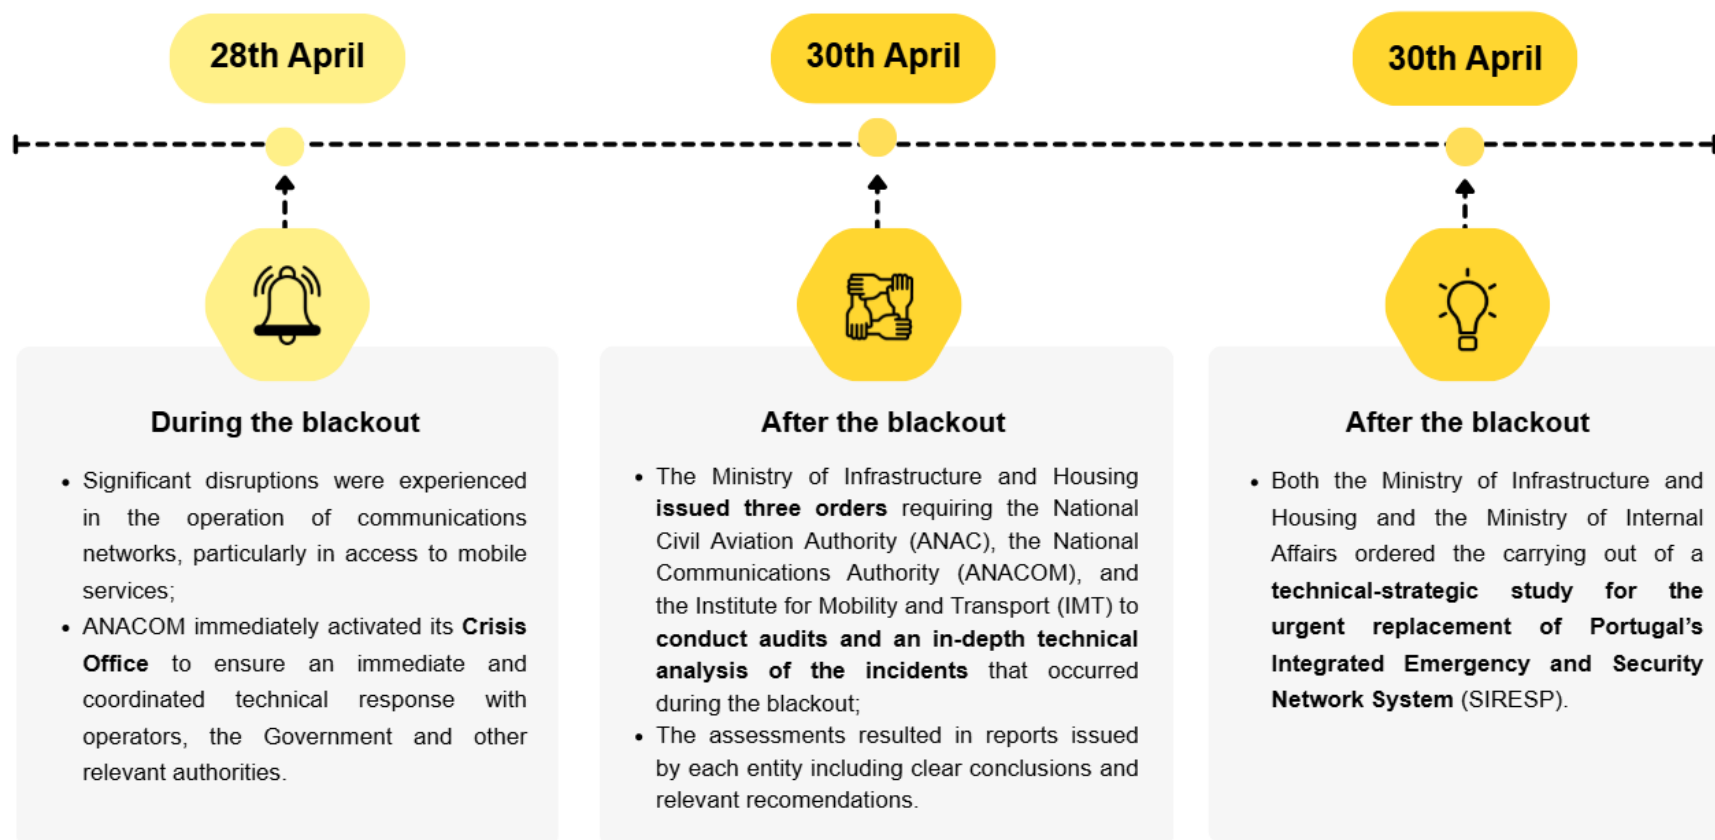 28th April
30th April
30th April
During the blackout
• Significant disruptions were experienced
in the operation of communications
networks, particularly in access to mobile
services;
• ANACOM immediately activated its Crisis
Office to ensure an immediate and
coordinated technical response with
operators, the Government and other
relevant authorities.
After the blackout
• The Ministry of Infrastructure and Housing
issued three orders requiring the National
Civil Aviation Authority (ANAC), the National
Communications Authority (ANACOM), and
the Institute for Mobility and Transport (IMT) to
conduct audits and an in-depth technical
analysis of the incidents that occurred
during the blackout;
• The assessments resulted in reports issued
by each entity including clear conclusions and
relevant recomendations.
After the blackout
• Both the Ministry of Infrastructure and
Housing and the Ministry of Internal
Affairs ordered the carrying out of a
technical-strategic study for the
urgent replacement of Portugal's
Integrated Emergency and Security
Network System (SIRESP).